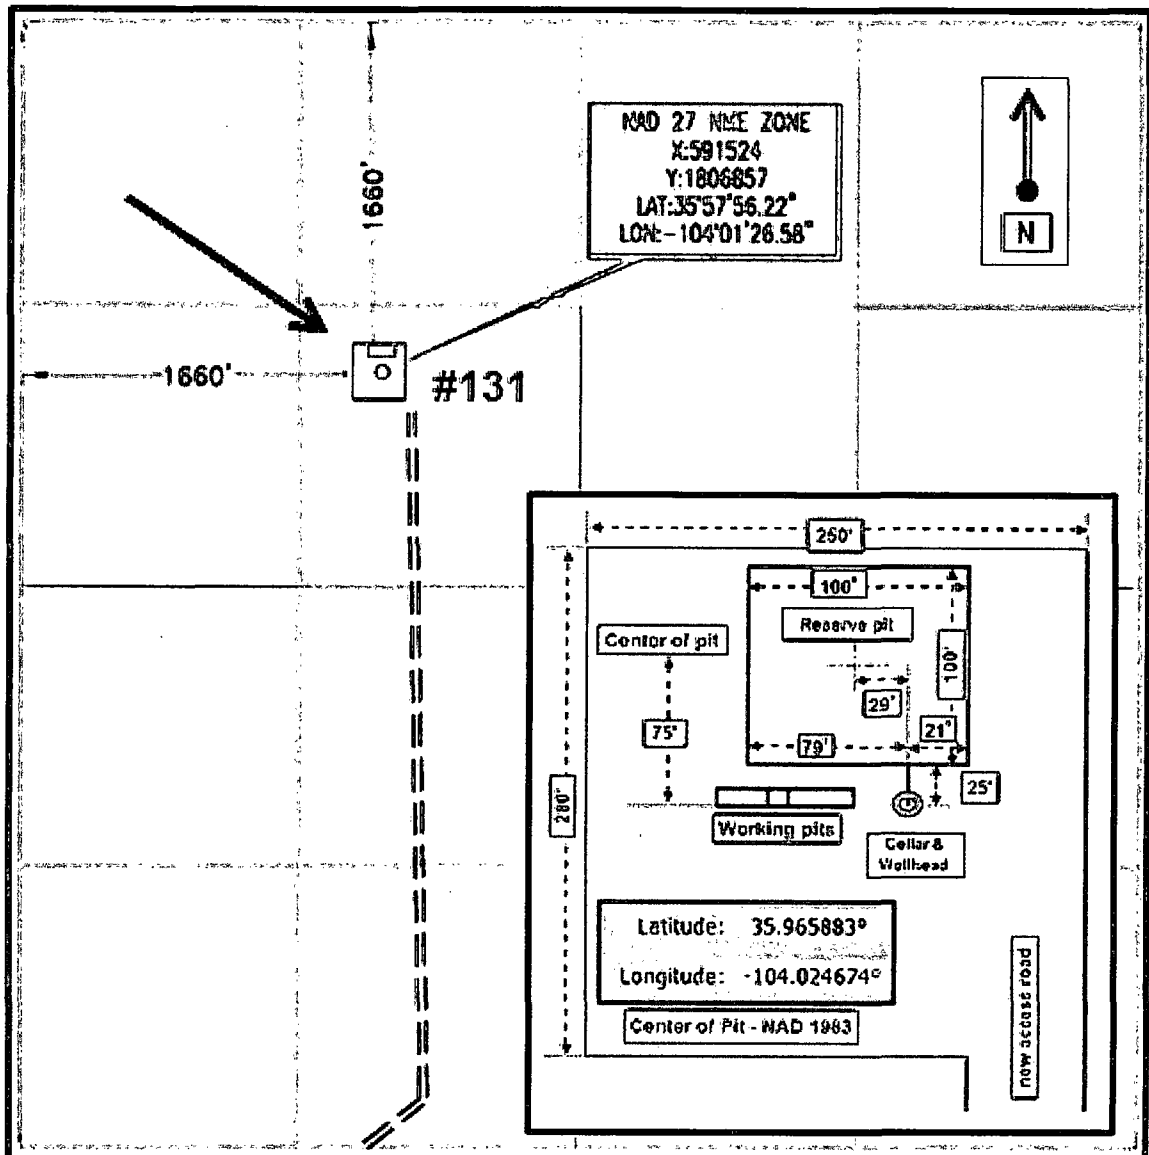 1660'
NAD 27 NME ZONE
X:591524
Y:1806857
LAT:35°57'56.22"
LON:-104°01'26.58"
N
1660'
#131
260'
100'
Reserve pit
Center of pit
100'
29'
75'
79'
21'
25'
280'
Working pits
Cellar &
Wellhead
Latitude: 35.965883°
Longitude: -104.024674°
Center of Pit - NAD 1983
new access road